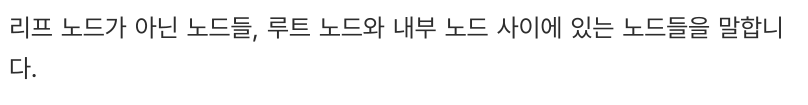 리프 노드가 아닌 노드들, 루트 노드와 내부 노드 사이에 있는 노드들을 말합니
다.